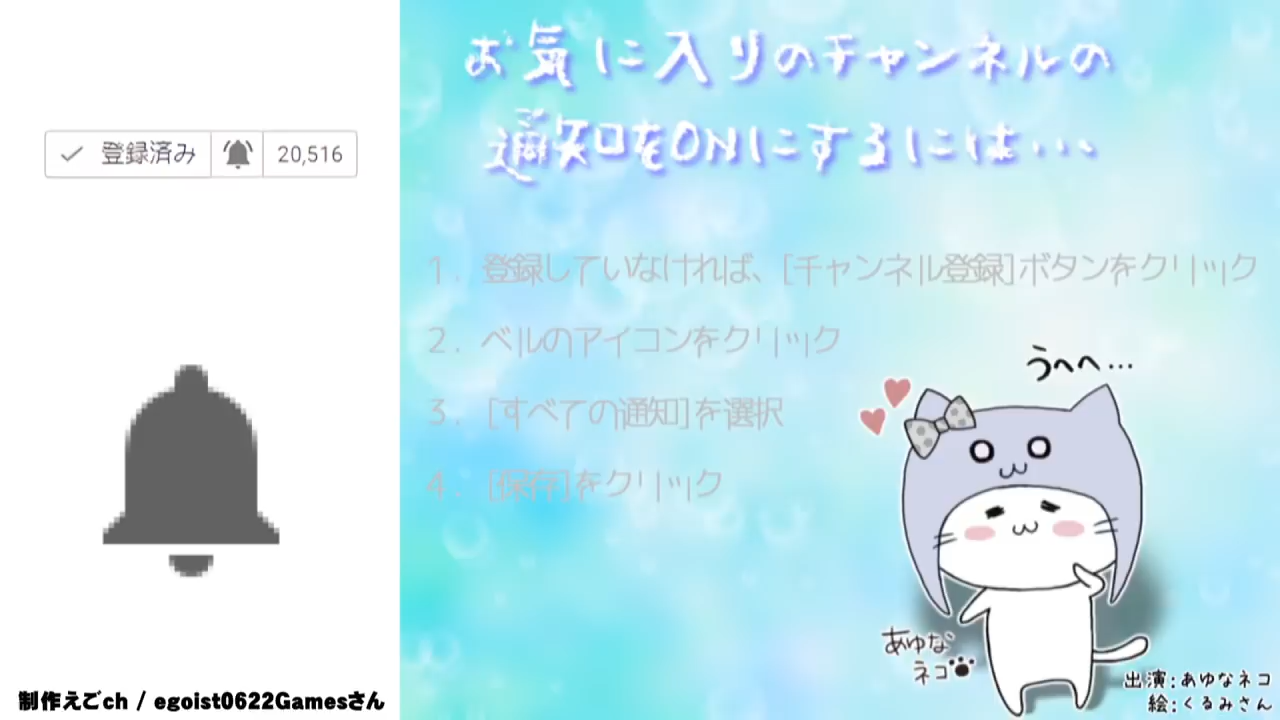 お気に入りのチャンネルの
通知をONにするには・・・
登録済み 20,516
1. 登録していなければ、[チャンネル登録]ボタンをクリック
2. ベルのアイコンをクリック
3. [すべての通知]を選択
4. [保存]をクリック
うへへ…
あゆな
ネコ
出演:あゆなネコ
絵:くるみさん
制作えごch / egoist0622Gamesさん